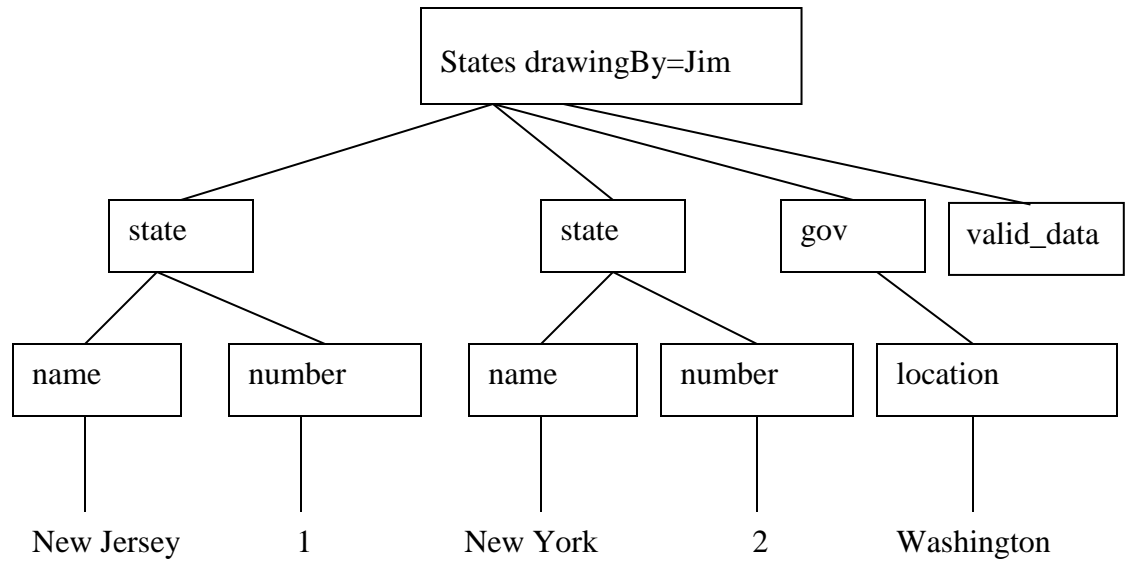 States drawingBy=Jim
state
state
gov
valid_data
name
number
name
number
location
New Jersey
1
New York
2
Washington